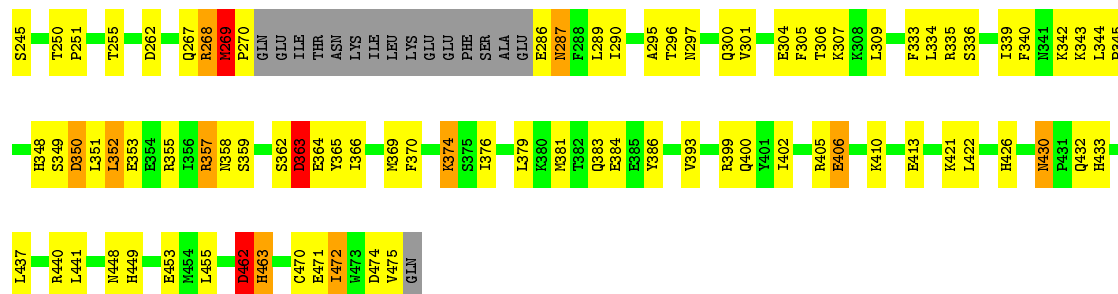 S245 T250 P251 T255 D262 Q267 R268 M269 P270 GLN GLU ILE THR ASN LYS ILE LEU LYS GLU GLU PHE SER ALA GLU E286 N287 F288 L289 I290 A295 T296 N297 Q300 V301 E304 F305 T306 K307 K308 L309 F333 L334 R335 S336 I339 F340 N341 K342 K343 L344
H348 S349 D350 L351 L352 E353 E354 R355 I356 R357 N358 S359 S362 D363 E364 Y365 I366 M369 F370 K374 S375 I376 L379 K380 M381 T382 Q383 E384 E385 Y386 V393 R399 Q400 Y401 I402 R405 E406 K410 E413 K421 L422 H426 N430 P431 Q432 H433
L437 R440 L441 N448 H449 E453 M454 L455 D462 H463 C470 E471 I472 W473 D474 V475 GLN